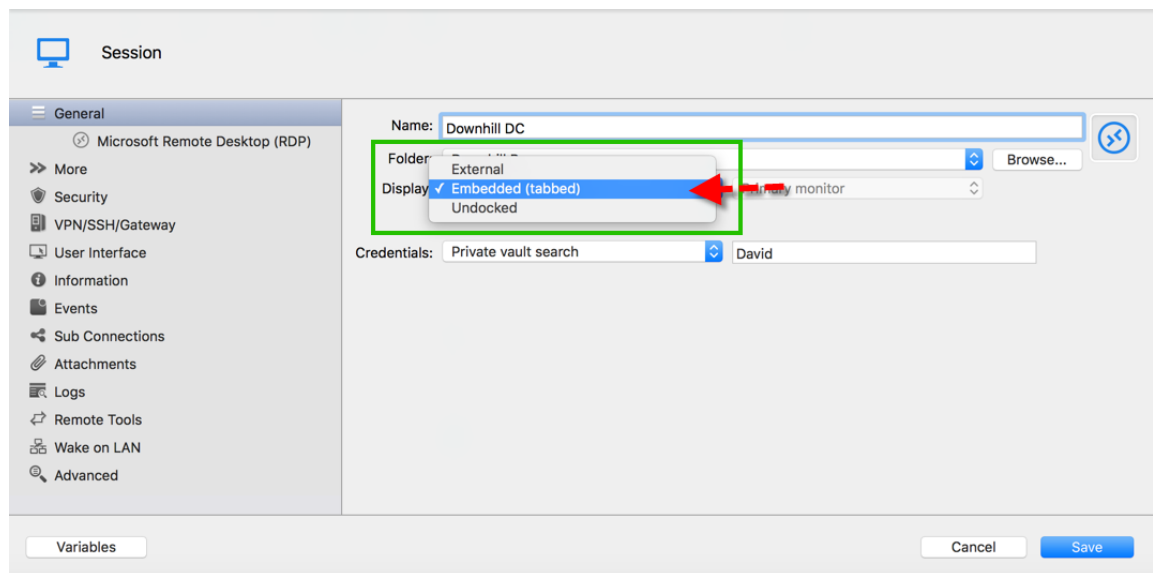 Session
General
Microsoft Remote Desktop (RDP)
More
Security
VPN/SSH/Gateway
User Interface
Information
Events
Sub Connections
Attachments
Logs
Remote Tools
Wake on LAN
Advanced
Name: Downhill DC
Folder Browse...
External
Display ✓ Embedded (tabbed) monitor
Undocked
Credentials: Private vault search David
Variables Cancel Save